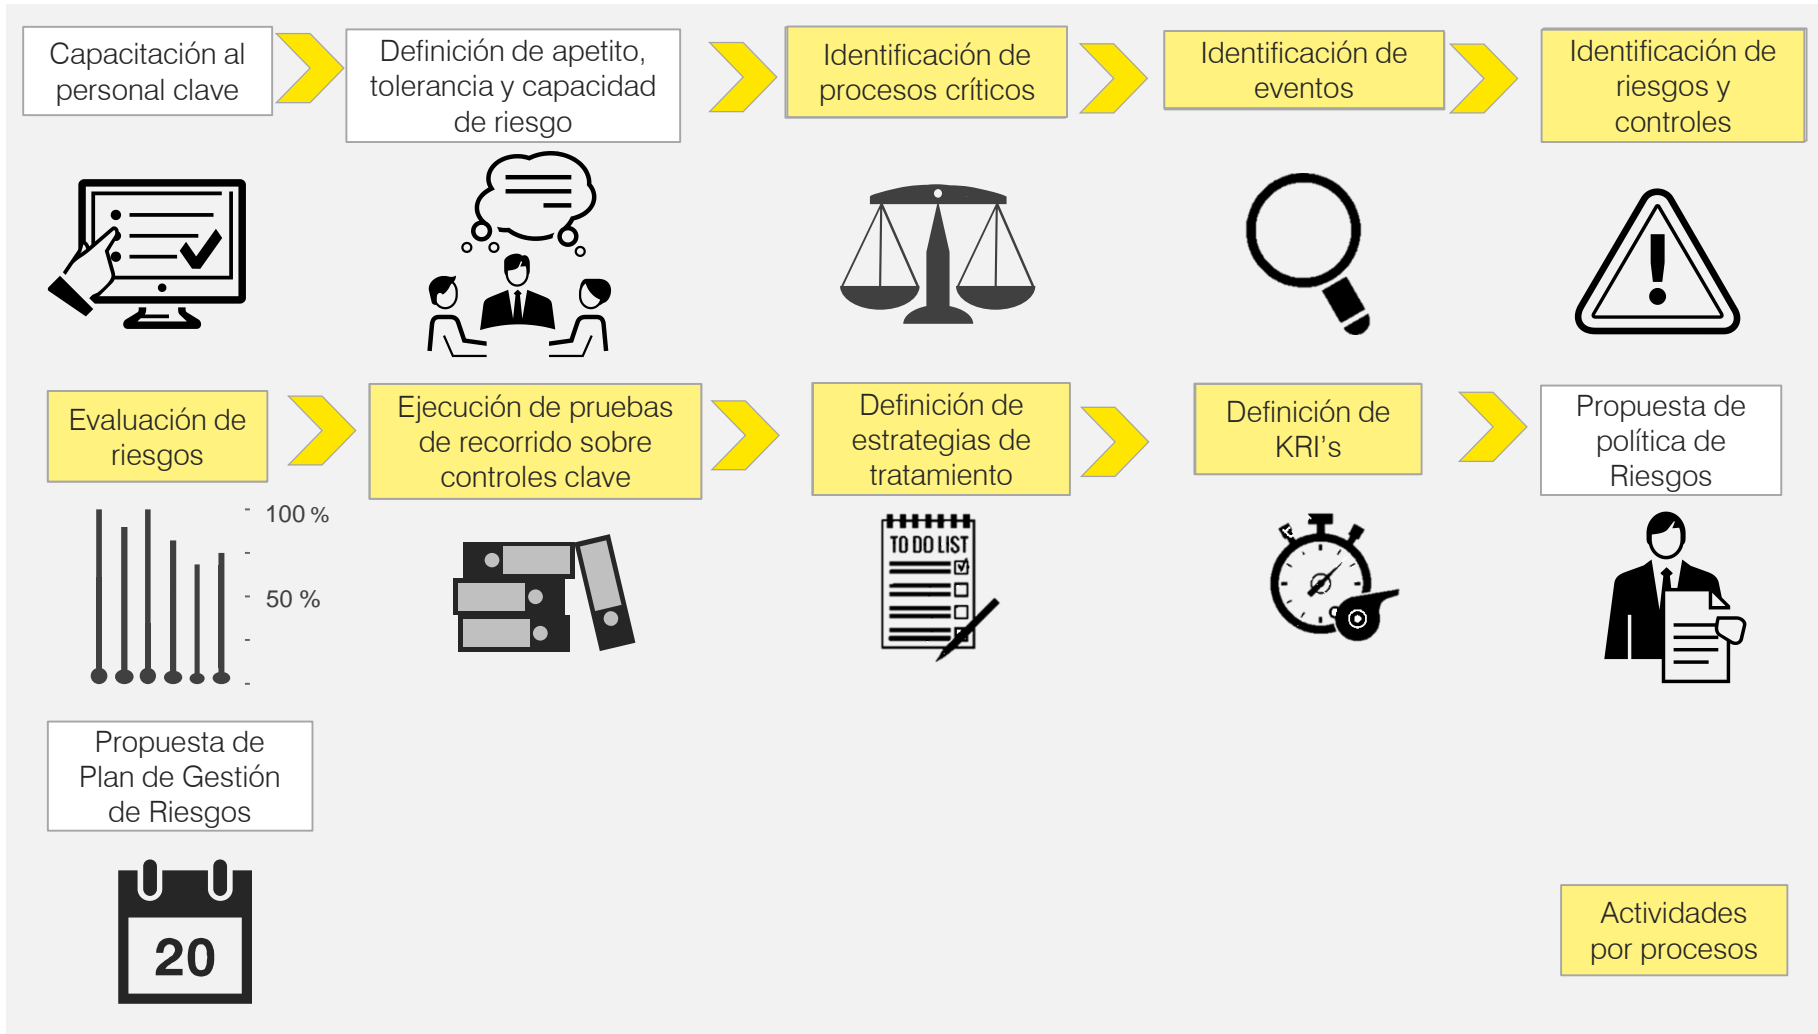 Capacitación al
personal clave
Definición de apetito,
tolerancia y capacidad
de riesgo
Identificación de
procesos críticos
Identificación de
eventos
Identificación de
riesgos y
controles
Evaluación de
riesgos
Ejecución de pruebas
de recorrido sobre
controles clave
Definición de
estrategias de
tratamiento
Definición de
KRI's
Propuesta de
política de
Riesgos
100 %
50 %
TO DO LIST
Propuesta de
Plan de Gestión
de Riesgos
20
Actividades
por procesos